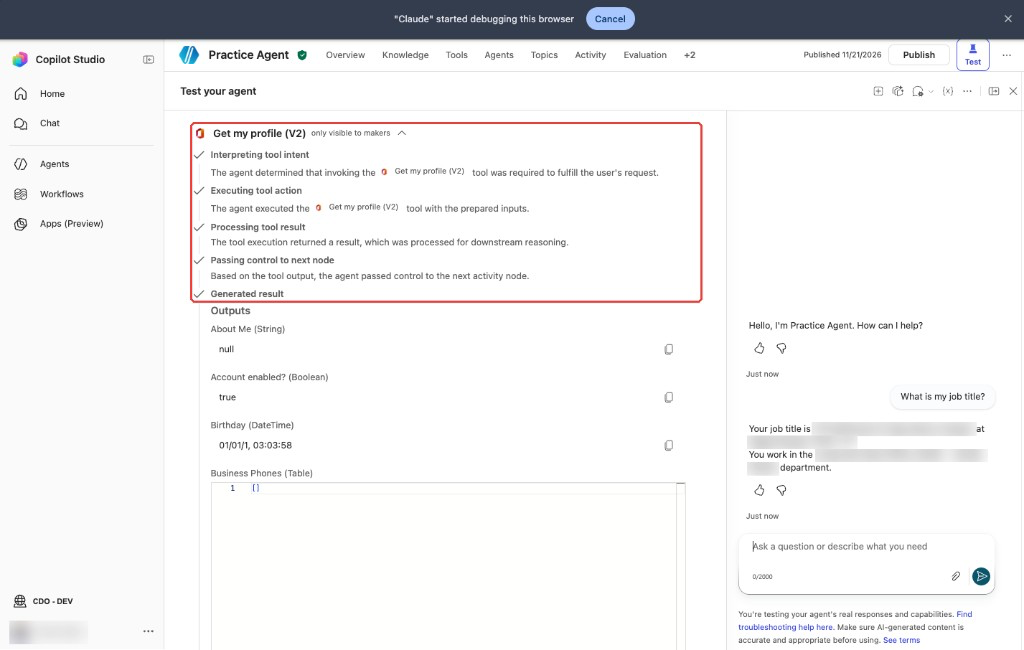 "Claude" started debugging this browser Cancel
Copilot Studio
Home
Chat
Agents
Workflows
Apps (Preview)
CDO - DEV
Practice Agent Overview Knowledge Tools Agents Topics Activity Evaluation +2 Published 11/21/2026 Publish Test
Test your agent
Get my profile (V2) only visible to makers
Interpreting tool intent
The agent determined that invoking the Get my profile (V2) tool was required to fulfill the user's request.
Executing tool action
The agent executed the Get my profile (V2) tool with the prepared inputs.
Processing tool result
The tool execution returned a result, which was processed for downstream reasoning.
Passing control to next node
Based on the tool output, the agent passed control to the next activity node.
Generated result
Outputs
About Me (String)
null
Account enabled? (Boolean)
true
Birthday (DateTime)
01/01/1, 03:03:58
Business Phones (Table)
1 []
Hello, I'm Practice Agent. How can I help?
Just now
What is my job title?
Your job title is at
You work in the
department.
Just now
Ask a question or describe what you need
0/2000
You're testing your agent's real responses and capabilities. Find
troubleshooting help here. Make sure AI-generated content is
accurate and appropriate before using. See terms